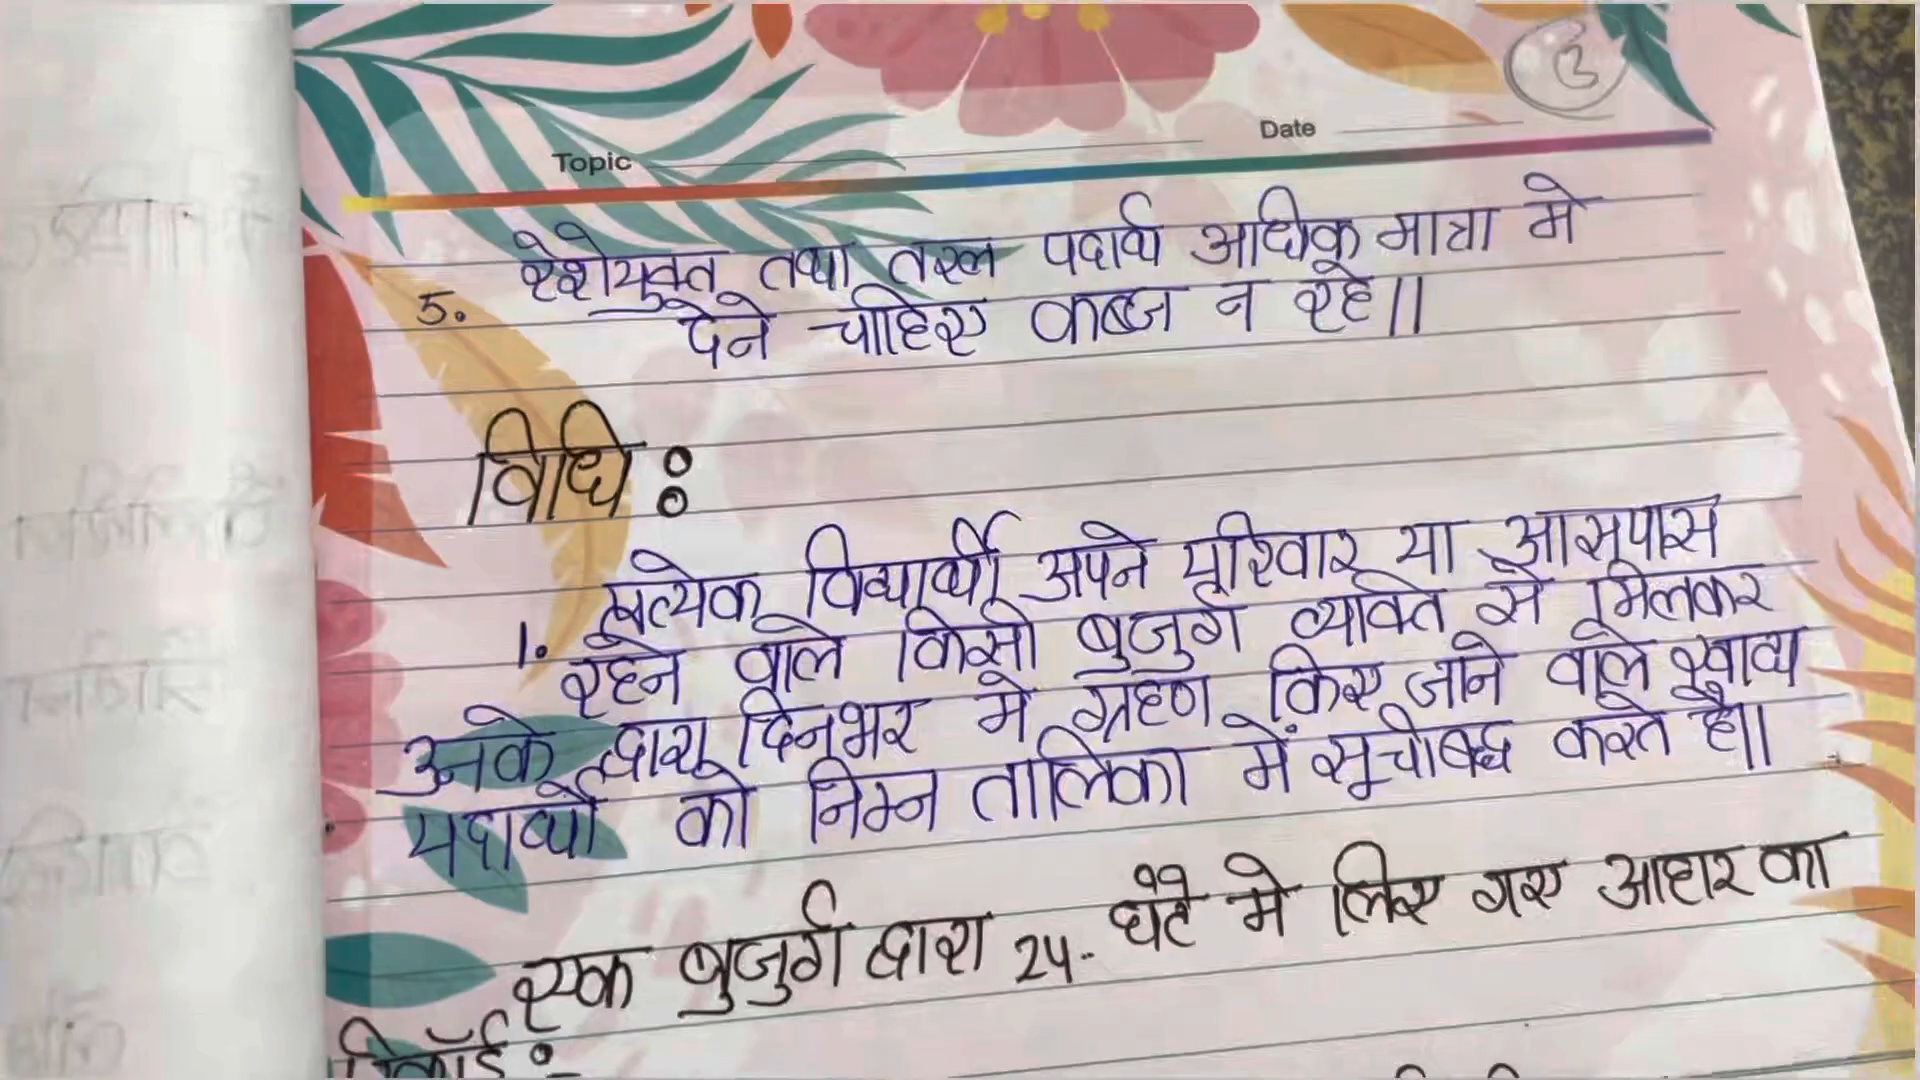 Topic
Date
5. रेशेयुक्त तथा तरल पदार्थ अधिक मात्रा मे
देने चाहिए कब्ज न रहे॥
विधि :
1. प्रत्येक विद्यार्थी अपने परिवार या आसपास
रहने वाले किसी बुजुर्ग व्यक्ति से मिलकर
उनके द्वारा दिनभर मे ग्रहण किए जाने वाले खाद्य
पदार्थो को निम्न तालिका में सूचीबद्ध करते है॥
एक बुजुर्ग द्वारा 24- घंटे मे लिए गए आहार का
रिकॉर्ड :